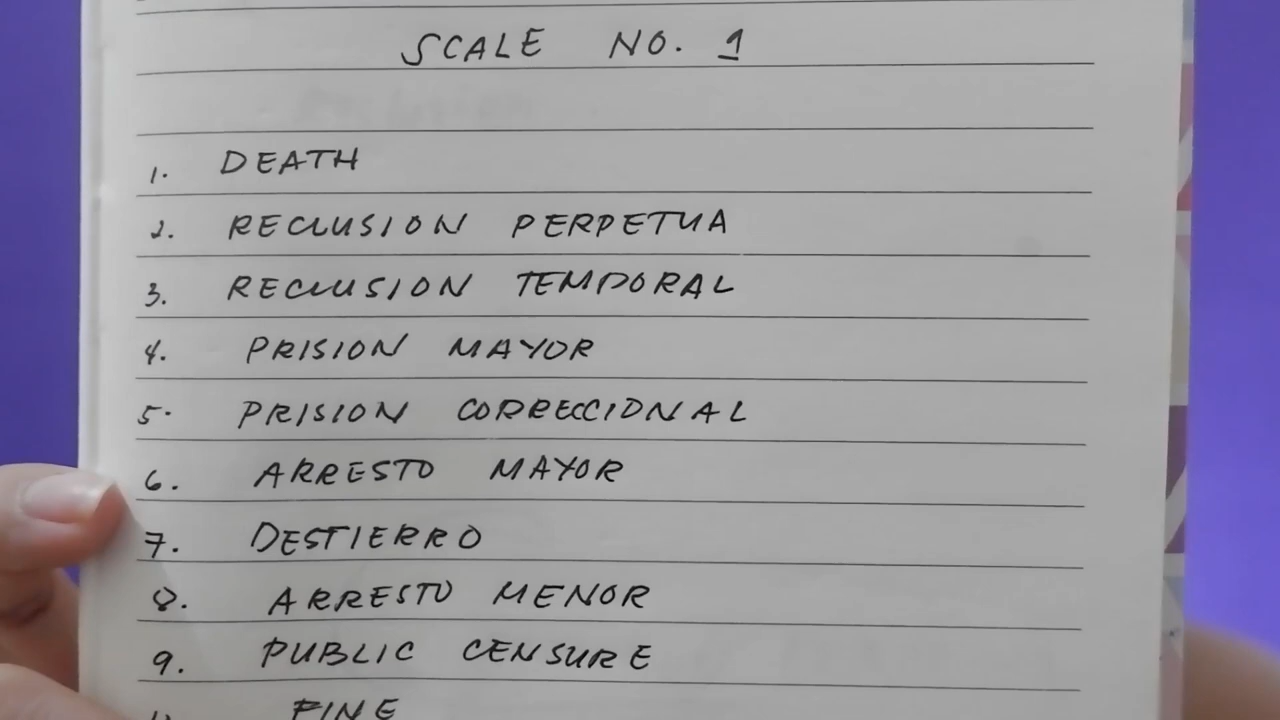 SCALE NO. 1
1. DEATH
2. RECLUSION PERPETUA
3. RECLUSION TEMPORAL
4. PRISION MAYOR
5. PRISION CORRECCIONAL
6. ARRESTO MAYOR
7. DESTIERRO
8. ARRESTO MENOR
9. PUBLIC CENSURE
FINE